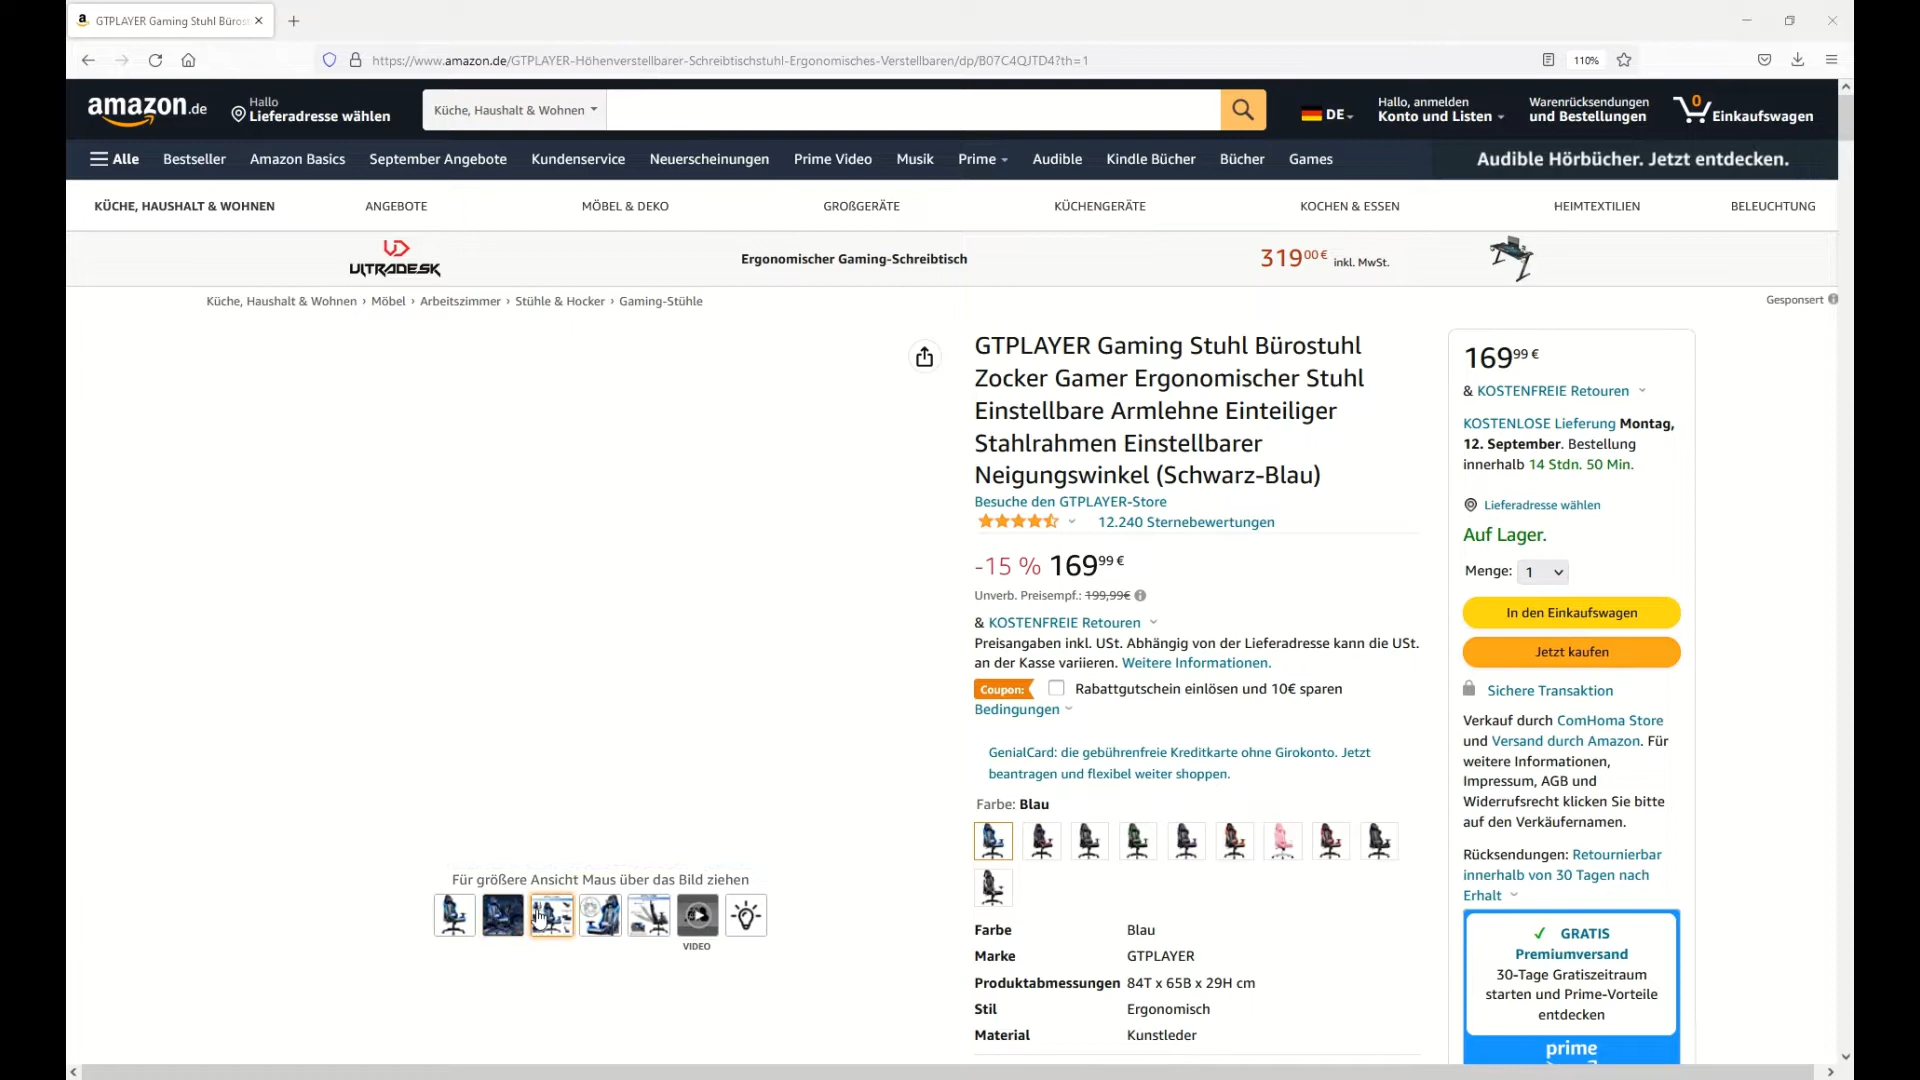 GTPLAYER Gaming Stuhl Büros
https://www.amazon.de/GTPLAYER-Höhenverstellbarer-Schreibtischstuhl-Ergonomisches-Verstellbaren/dp/B07C4QJTD4?th=1
110%
amazon.de
Hallo
Lieferadresse wählen
Küche, Haushalt & Wohnen
DE
Hallo, anmelden
Konto und Listen
Warenrücksendungen
und Bestellungen
0
Einkaufswagen
Alle
Bestseller
Amazon Basics
September Angebote
Kundenservice
Neuerscheinungen
Prime Video
Musik
Prime
Audible
Kindle Bücher
Bücher
Games
Audible Hörbücher. Jetzt entdecken.
KÜCHE, HAUSHALT & WOHNEN
ANGEBOTE
MÖBEL & DEKO
GROẞGERÄTE
KÜCHENGERÄTE
KOCHEN & ESSEN
HEIMTEXTILIEN
BELEUCHTUNG
ULTRADESK
Ergonomischer Gaming-Schreibtisch
319 00 € inkl. MwSt.
Küche, Haushalt & Wohnen › Möbel › Arbeitszimmer › Stühle & Hocker › Gaming-Stühle
Gesponsert
GTPLAYER Gaming Stuhl Bürostuhl
Zocker Gamer Ergonomischer Stuhl
Einstellbare Armlehne Einteiliger
Stahlrahmen Einstellbarer
Neigungswinkel (Schwarz-Blau)
Besuche den GTPLAYER-Store
12.240 Sternebewertungen
-15 % 169 99 €
Unverb. Preisempf.: 199,99€
& KOSTENFREIE Retouren
Preisangaben inkl. USt. Abhängig von der Lieferadresse kann die USt.
an der Kasse variieren. Weitere Informationen.
Coupon: Rabattgutschein einlösen und 10€ sparen
Bedingungen
GenialCard: die gebührenfreie Kreditkarte ohne Girokonto. Jetzt
beantragen und flexibel weiter shoppen.
Farbe: Blau
Für größere Ansicht Maus über das Bild ziehen
VIDEO
Farbe Blau
Marke GTPLAYER
Produktabmessungen 84T x 65B x 29H cm
Stil Ergonomisch
Material Kunstleder
169 99 €
& KOSTENFREIE Retouren
KOSTENLOSE Lieferung Montag,
12. September. Bestellung
innerhalb 14 Stdn. 50 Min.
Lieferadresse wählen
Auf Lager.
Menge: 1
In den Einkaufswagen
Jetzt kaufen
Sichere Transaktion
Verkauf durch ComHoma Store
und Versand durch Amazon. Für
weitere Informationen,
Impressum, AGB und
Widerrufsrecht klicken Sie bitte
auf den Verkäufernamen.
Rücksendungen: Retournierbar
innerhalb von 30 Tagen nach
Erhalt
GRATIS
Premiumversand
30-Tage Gratiszeitraum
starten und Prime-Vorteile
entdecken
prime